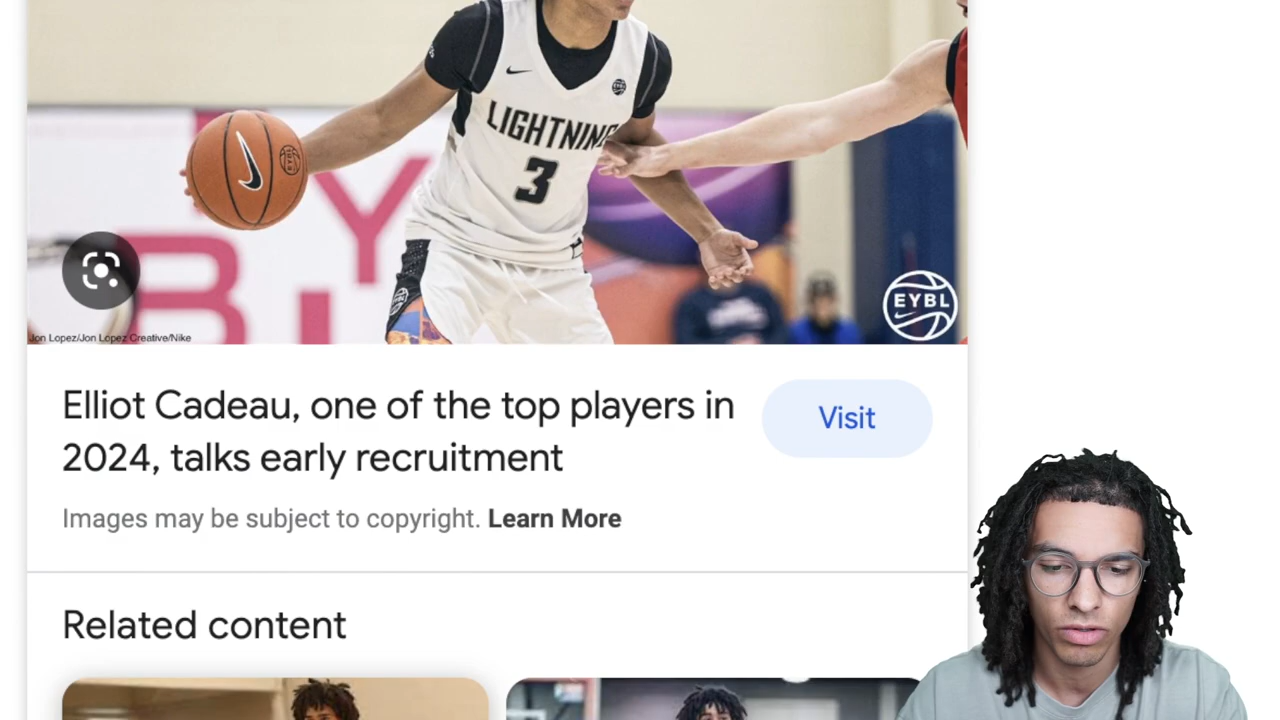 LIGHTNING
3
EYBL
Jon Lopez/Jon Lopez Creative/Nike
Elliot Cadeau, one of the top players in
2024, talks early recruitment
Visit
Images may be subject to copyright. Learn More
Related content